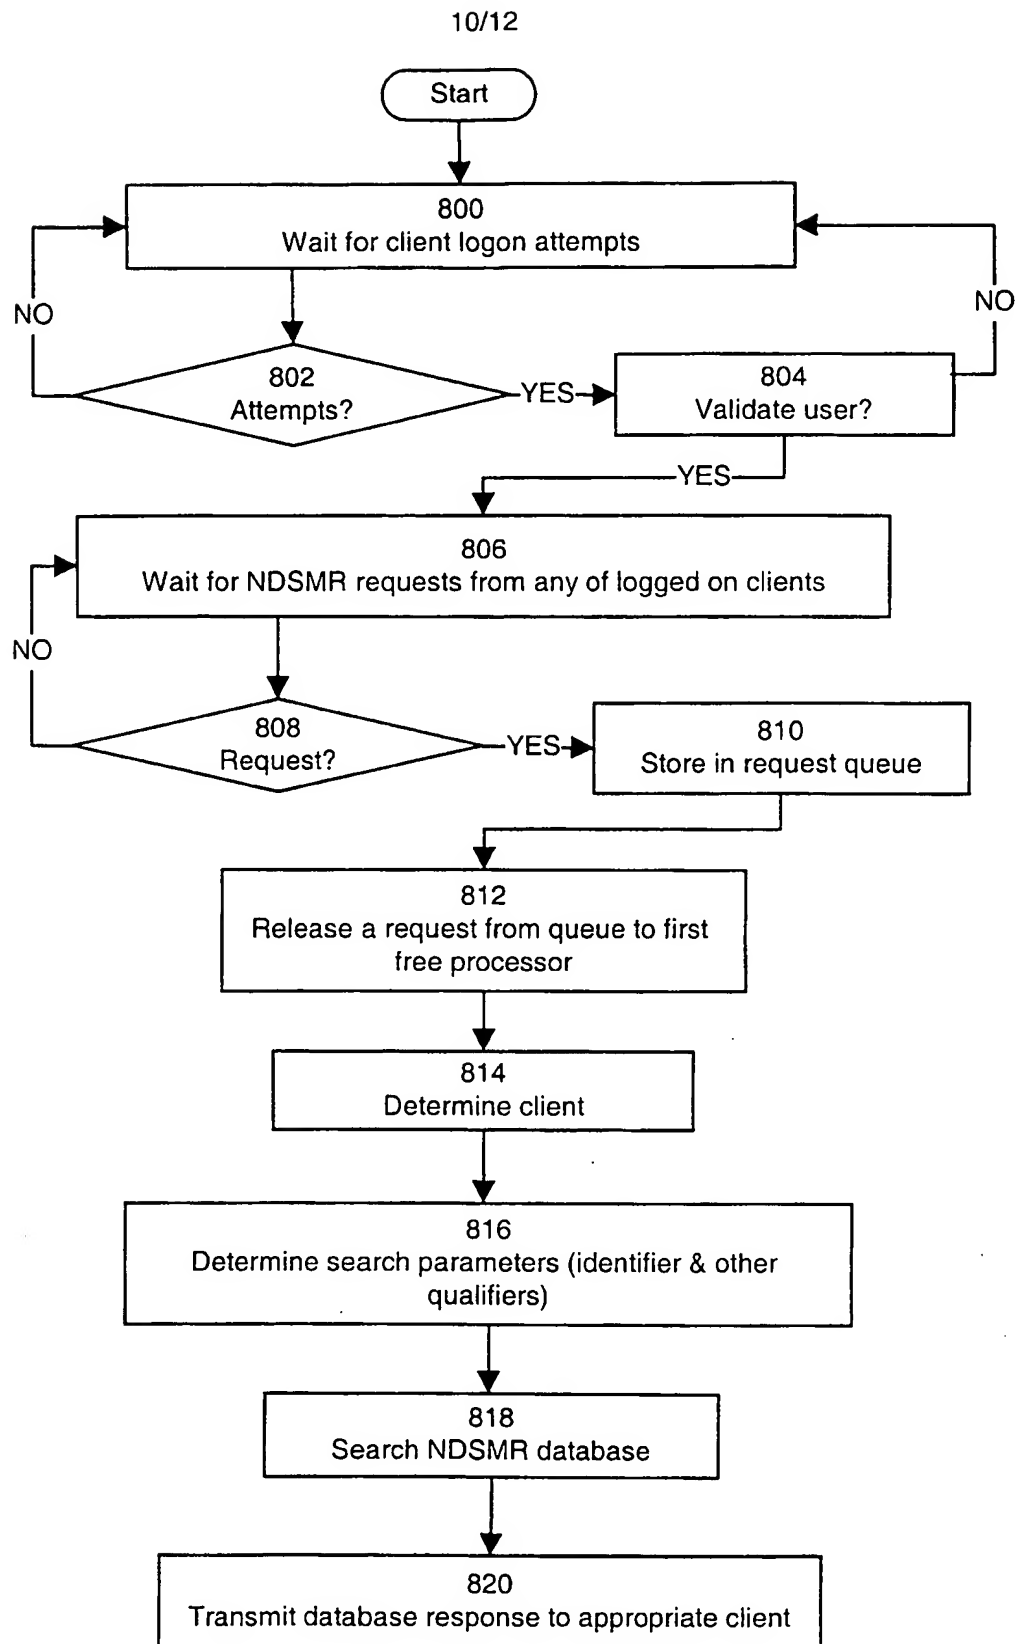 10/12
Start
800
Wait for client logon attempts
NO
NO
802
Attempts?
YES
804
Validate user?
YES
806
Wait for NDSMR requests from any of logged on clients
NO
808
Request?
YES
810
Store in request queue
812
Release a request from queue to first
free processor
814
Determine client
816
Determine search parameters (identifier & other
qualifiers)
818
Search NDSMR database
820
Transmit database response to appropriate client